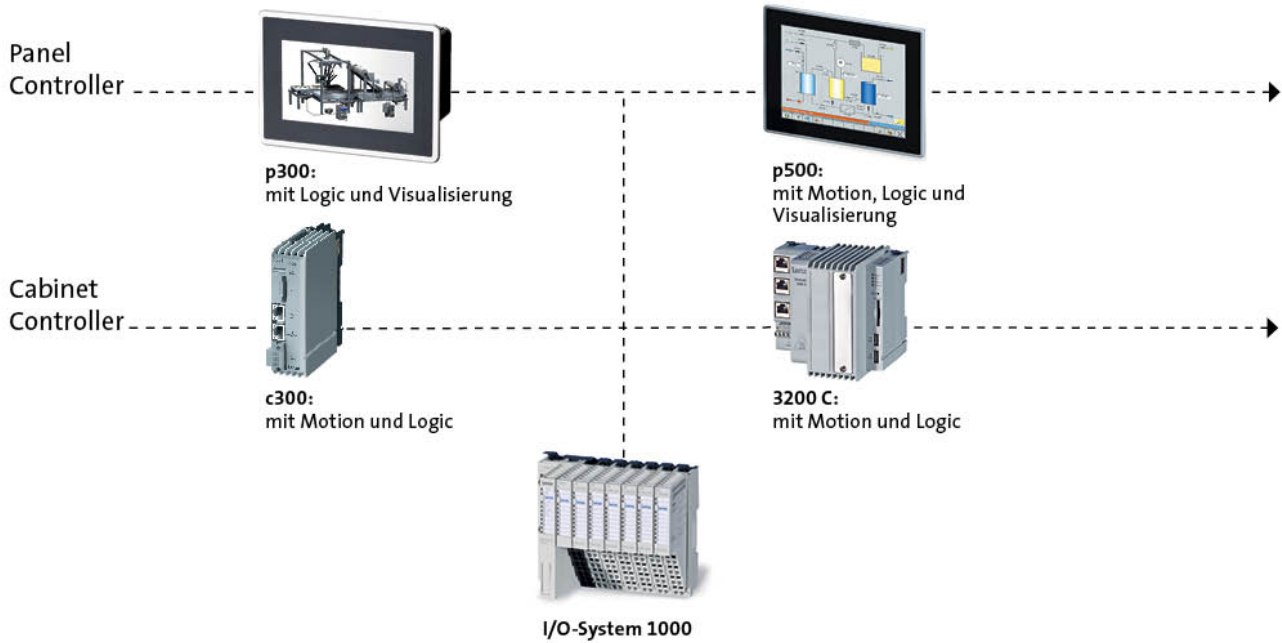 Panel
Controller
p300:
mit Logic und Visualisierung
p500:
mit Motion, Logic und
Visualisierung
Cabinet
Controller
c300:
mit Motion und Logic
3200 C:
mit Motion und Logic
I/O-System 1000